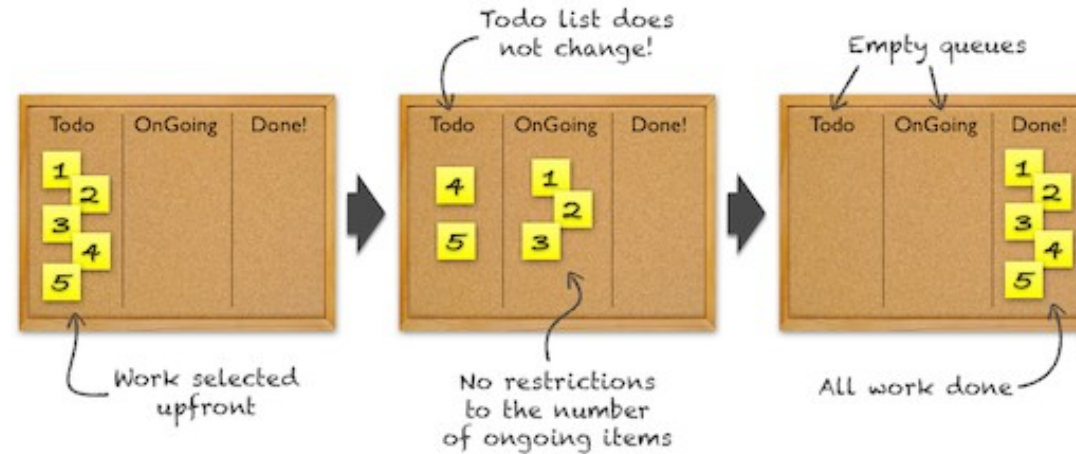 Todo list does
not change!
Empty queues
Todo OnGoing Done!
1
2
3
4
5
Todo OnGoing Done!
4
5
1
2
3
Todo OnGoing Done!
1
2
3
4
5
Work selected
upfront
No restrictions
to the number
of ongoing items
All work done